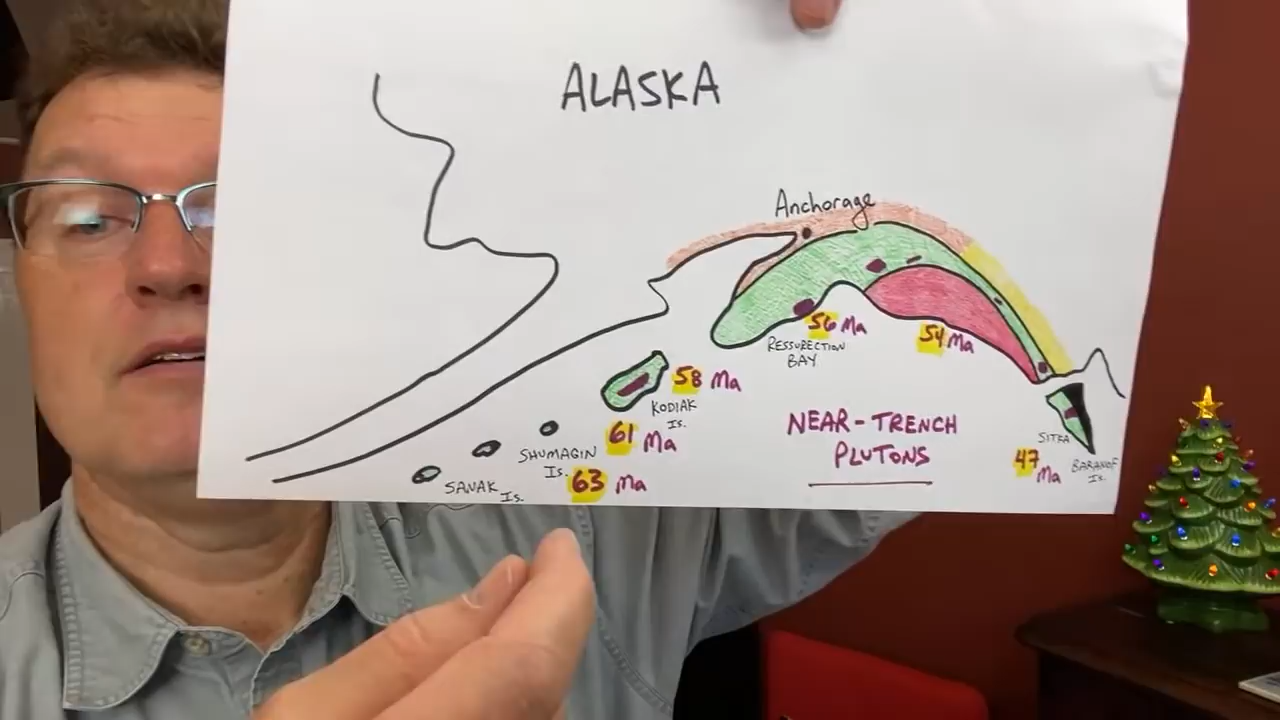 ALASKA
Anchorage
56 Ma
RESSURECTION
BAY
54 Ma
58 Ma
KODIAK
Is.
61 Ma
SHUMAGIN
Is.
63 Ma
SANAK Is.
NEAR-TRENCH
PLUTONS
SITKA
47
Ma
BARANOF
Is.